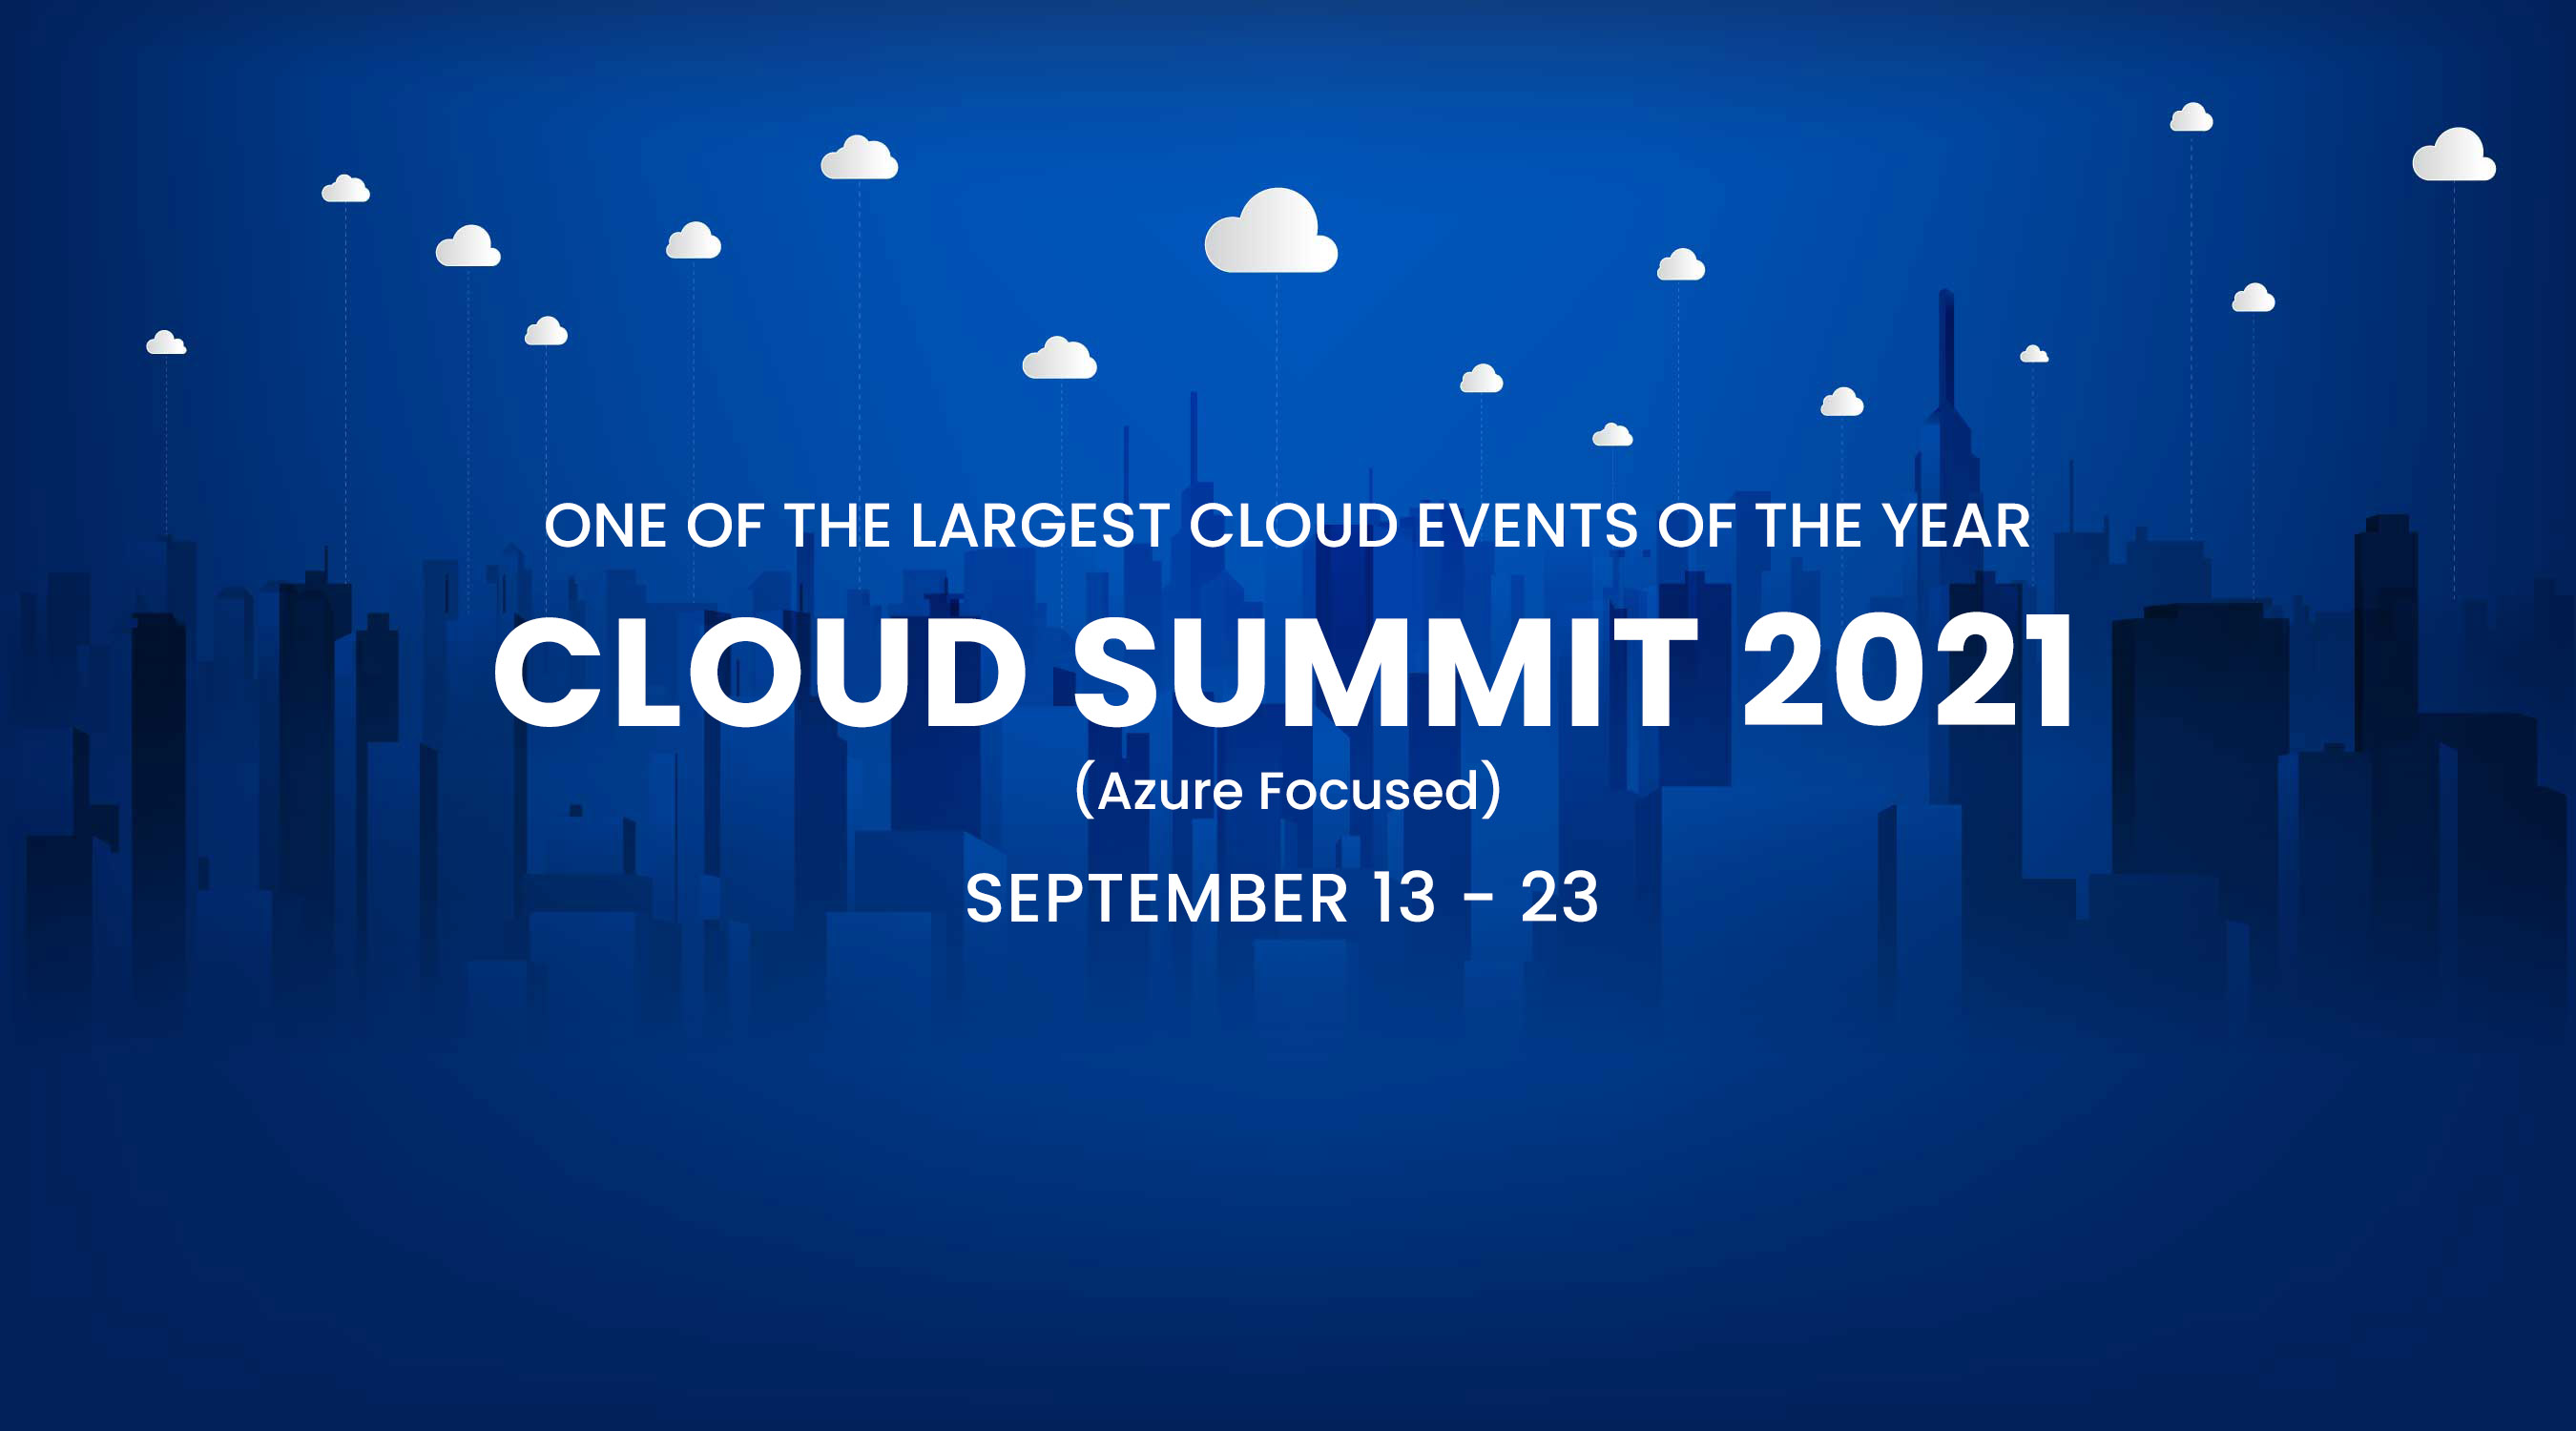 ONE OF THE LARGEST CLOUD EVENTS OF THE YEAR
CLOUD SUMMIT 2021
(Azure Focused)
SEPTEMBER 13 - 23